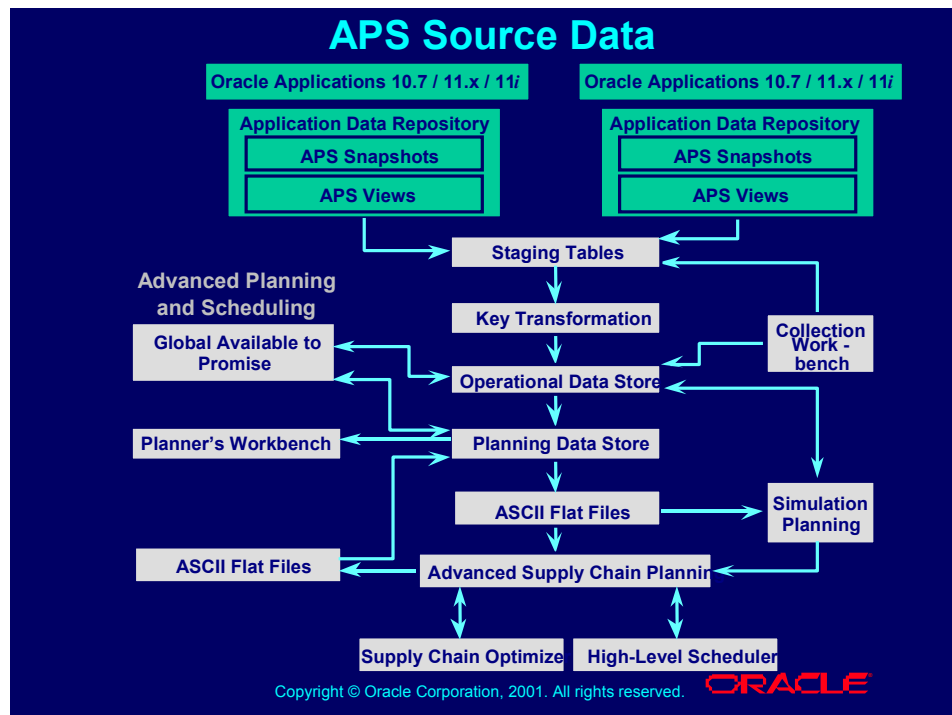 APS Source Data
Oracle Applications 10.7 / 11.x / 11i
Oracle Applications 10.7 / 11.x / 11i
Application Data Repository
APS Snapshots
APS Views
Application Data Repository
APS Snapshots
APS Views
Staging Tables
Advanced Planning
and Scheduling
Key Transformation
Global Available to
Promise
Collection
Work -
bench
Operational Data Store
Planner's Workbench
Planning Data Store
ASCII Flat Files
Simulation
Planning
ASCII Flat Files
Advanced Supply Chain Plannin
Supply Chain Optimize
High-Level Scheduler
Copyright © Oracle Corporation, 2001. All rights reserved.
ORACLE